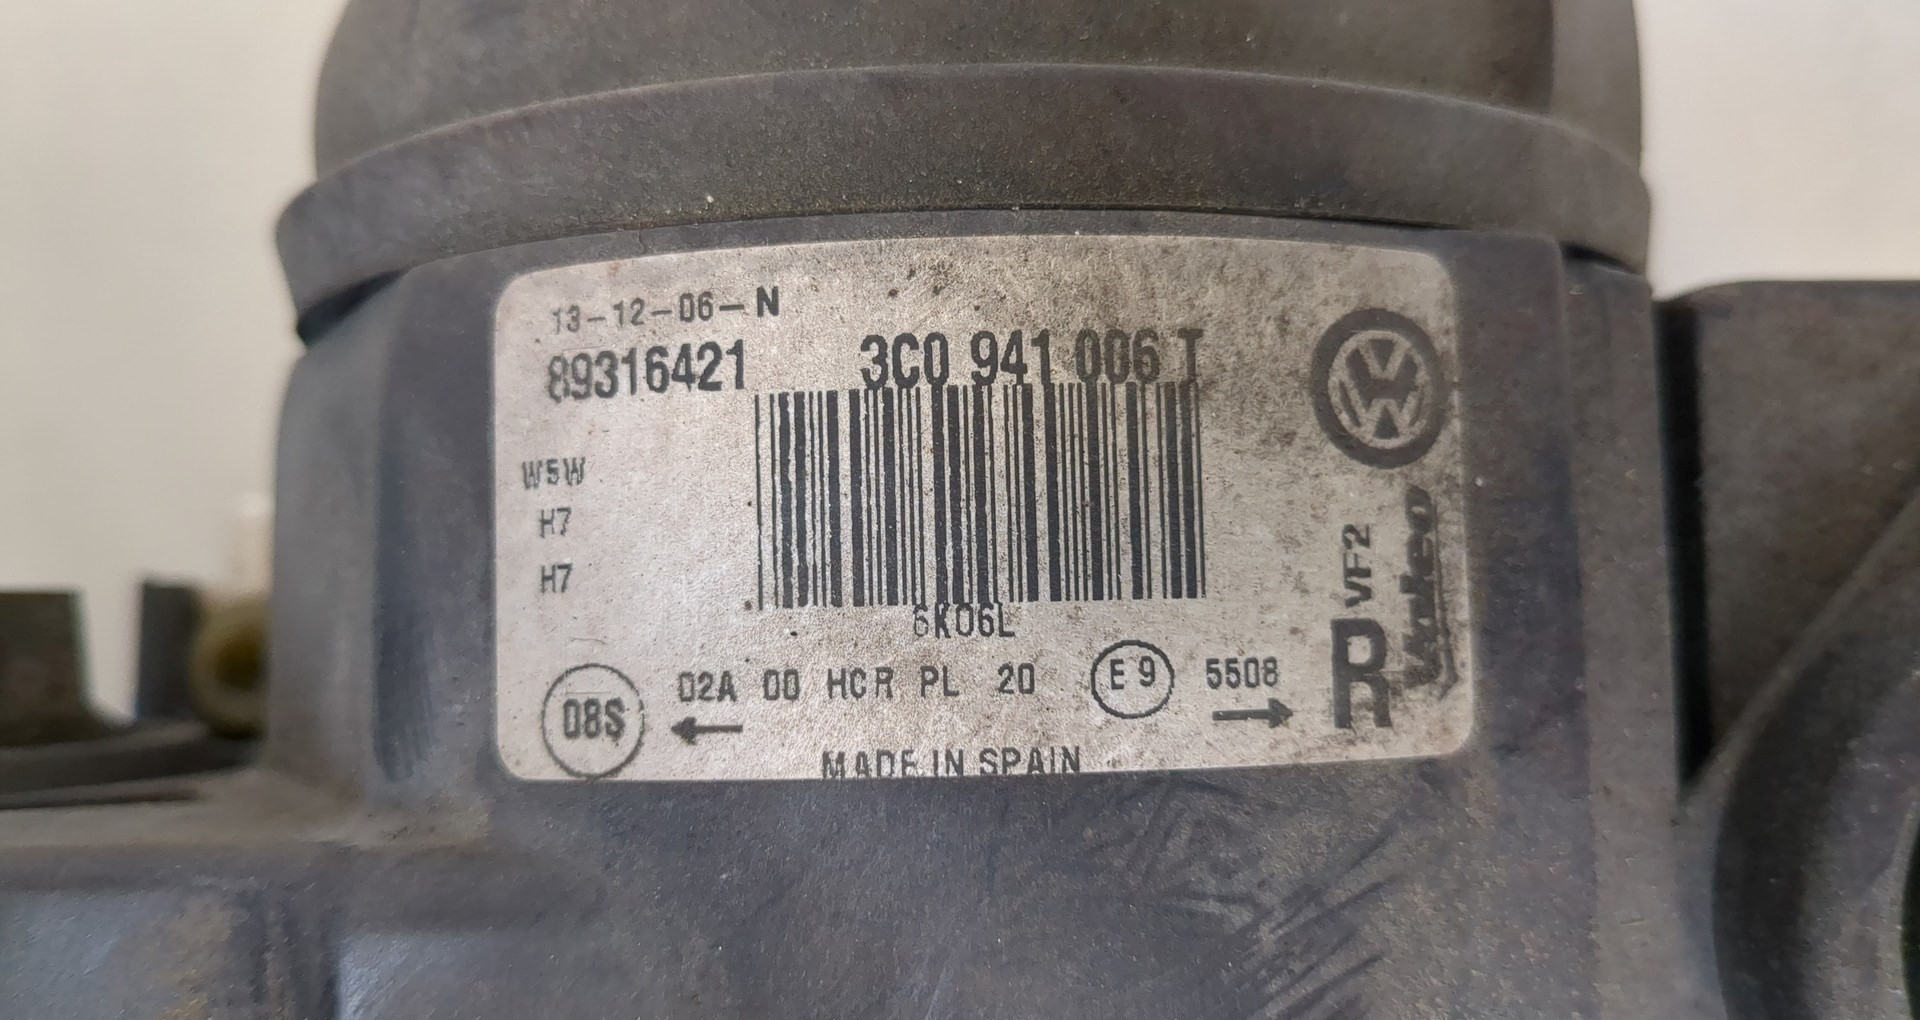 13-12-06-N
89316421
3C0 941 006 T
W5W
H7
H7
6K06L
08S
02A 00 HCR PL 20 E9 5508
← →
MADE IN SPAIN
VW
VF2
R
Valeo